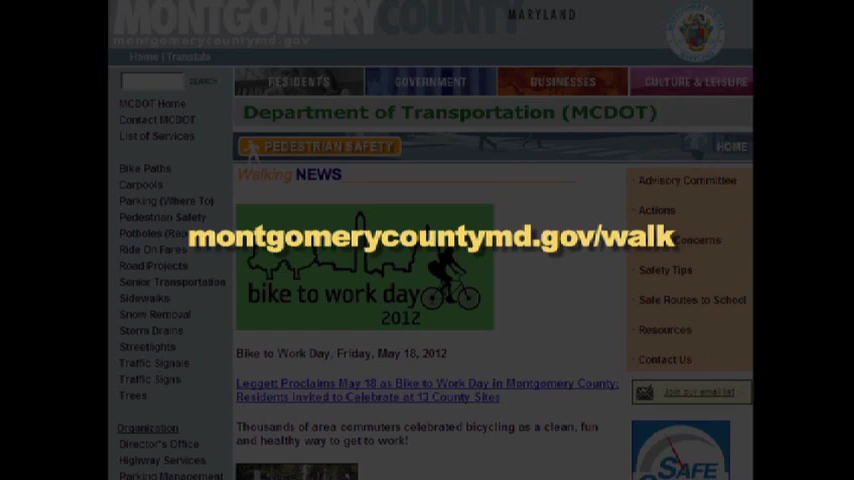 MONTGOMERYCOUNTY
MARYLAND
montgomerycountymd.gov
Home | Translate
SEARCH
RESIDENTS
GOVERNMENT
BUSINESSES
CULTURE & LEISURE
MCDOT Home
Contact MCDOT
List of Services
Bike Paths
Carpools
Parking (Where To)
Pedestrian Safety
Potholes
Ride On Fares
Road Projects
Senior Transportation
Sidewalks
Snow Removal
Storm Drains
Streetlights
Traffic Signals
Traffic Signs
Trees
Organization
Director's Office
Highway Services
Parking Management
Department of Transportation (MCDOT)
PEDESTRIAN SAFETY
HOME
Walking NEWS
montgomerycountymd.gov/walk
bike to work day
2012
Bike to Work Day, Friday, May 18, 2012
Leggett Proclaims May 18 as Bike to Work Day in Montgomery County;
Residents Invited to Celebrate at 13 County Sites
Thousands of area commuters celebrated bicycling as a clean, fun
and healthy way to get to work!
Advisory Committee
Actions
Concerns
Safety Tips
Safe Routes to School
Resources
Contact Us
Join our email list
SAFE